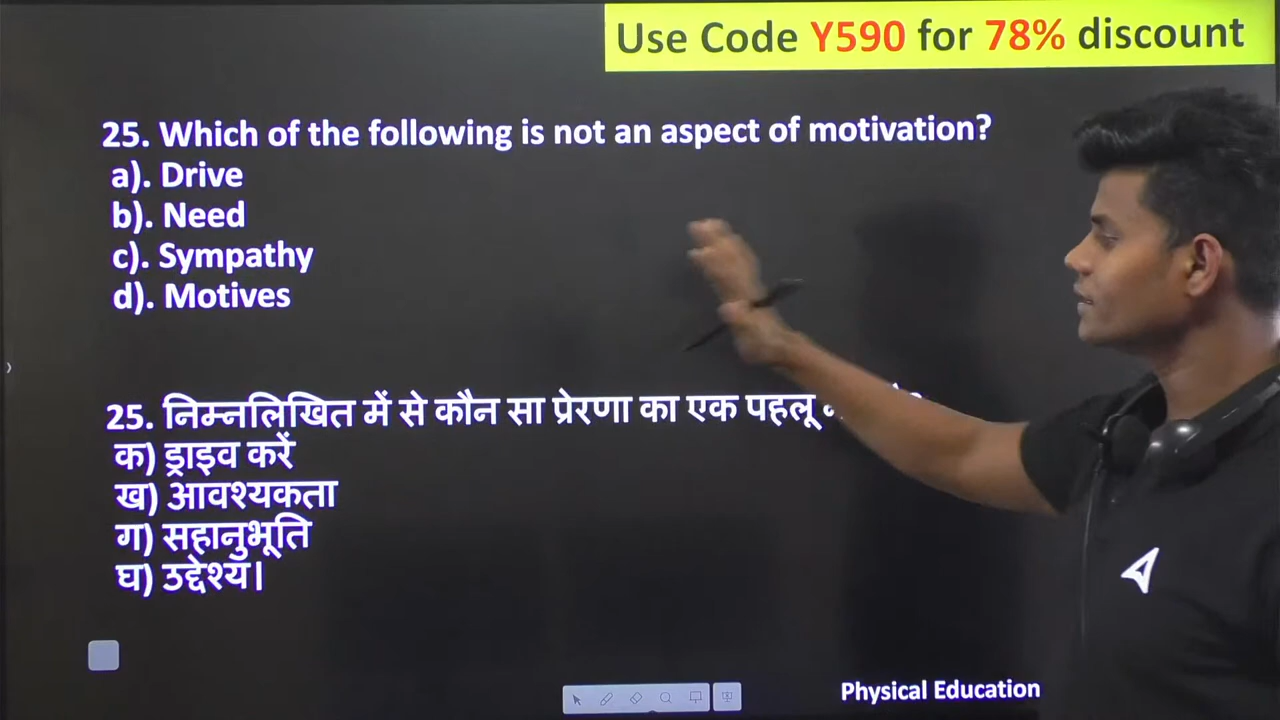 Use Code Y590 for 78% discount
25. Which of the following is not an aspect of motivation?
a). Drive
b). Need
c). Sympathy
d). Motives
25. निम्नलिखित में से कौन सा प्रेरणा का एक पहलू
क) ड्राइव करें
ख) आवश्यकता
ग) सहानुभूति
घ) उद्देश्य।
Physical Education